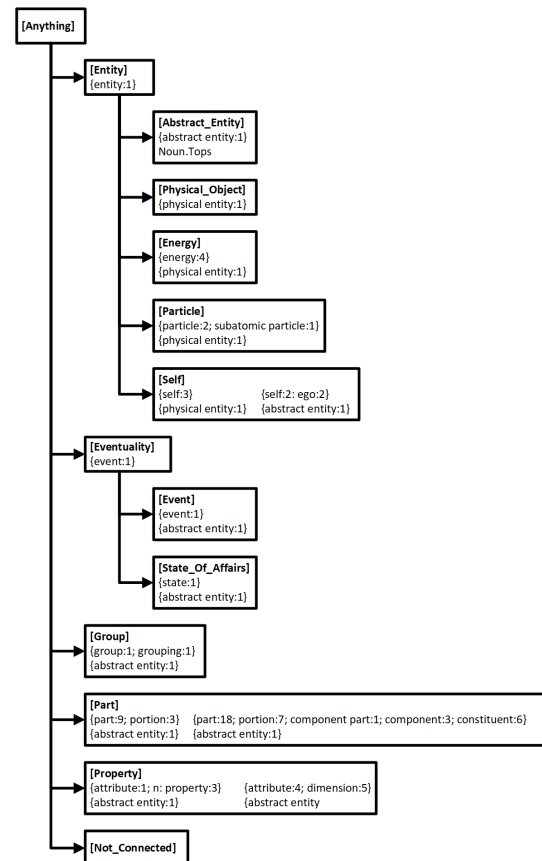 [Anything]
[Entity]
{entity:1}
[Abstract_Entity]
{abstract entity:1}
Noun.Tops
[Physical_Object]
{physical entity:1}
[Energy]
{energy:4}
{physical entity:1}
[Particle]
{particle:2; subatomic particle:1}
{physical entity:1}
[Self]
{self:3} {self:2: ego:2}
{physical entity:1} {abstract entity:1}
[Eventuality]
{event:1}
[Event]
{event:1}
{abstract entity:1}
[State_Of_Affairs]
{state:1}
{abstract entity:1}
[Group]
{group:1; grouping:1}
{abstract entity:1}
[Part]
{part:9; portion:3} {part:18; portion:7; component part:1; component:3; constituent:6}
{abstract entity:1} {abstract entity:1}
[Property]
{attribute:1; n: property:3} {attribute:4; dimension:5}
{abstract entity:1} {abstract entity
[Not_Connected]